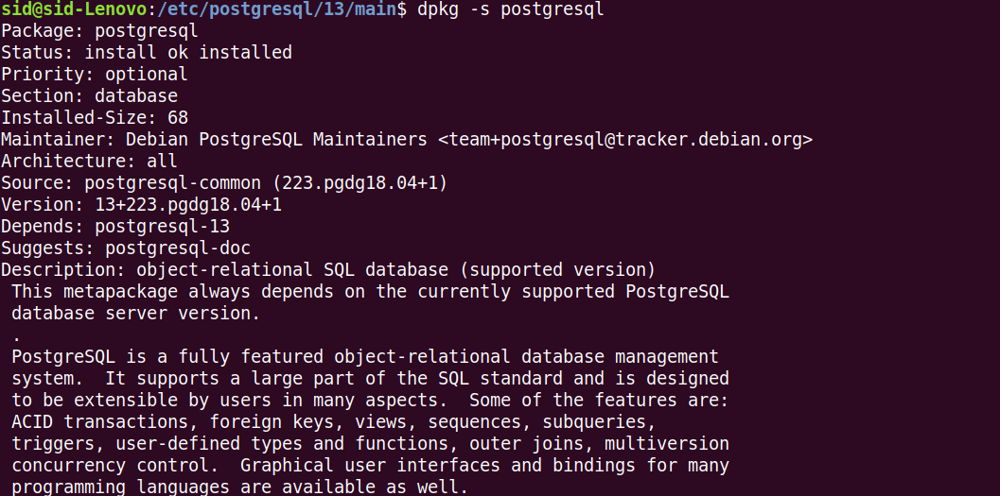 sid@sid-Lenovo:/etc/postgresql/13/main$ dpkg -s postgresql
Package: postgresql
Status: install ok installed
Priority: optional
Section: database
Installed-Size: 68
Maintainer: Debian PostgreSQL Maintainers <team+postgresql@tracker.debian.org>
Architecture: all
Source: postgresql-common (223.pgdg18.04+1)
Version: 13+223.pgdg18.04+1
Depends: postgresql-13
Suggests: postgresql-doc
Description: object-relational SQL database (supported version)
 This metapackage always depends on the currently supported PostgreSQL
 database server version.
 .
 PostgreSQL is a fully featured object-relational database management
 system.  It supports a large part of the SQL standard and is designed
 to be extensible by users in many aspects.  Some of the features are:
 ACID transactions, foreign keys, views, sequences, subqueries,
 triggers, user-defined types and functions, outer joins, multiversion
 concurrency control.  Graphical user interfaces and bindings for many
 programming languages are available as well.